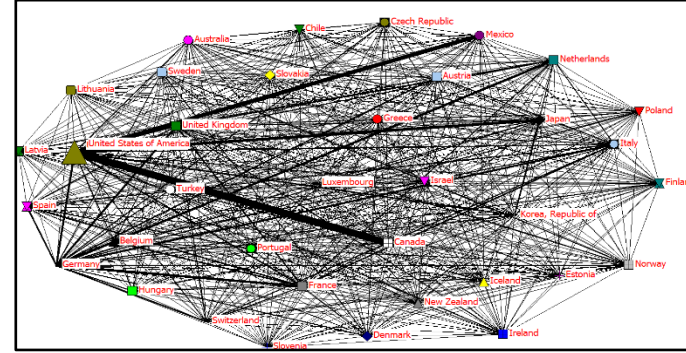 Chile
Czech Republic
Australia
Mexico
Netherlands
Sweden
Slovakia
Austria
Lithuania
Poland
United Kingdom
Greece
Japan
United States of America
Italy
Latvia
Turkey
Luxembourg
Israel
Finlan
Spain
Korea, Republic of
Belgium
Portugal
Canada
Germany
Norway
Estonia
Iceland
Hungary
France
New Zealand
Switzerland
Denmark
Ireland
Slovenia